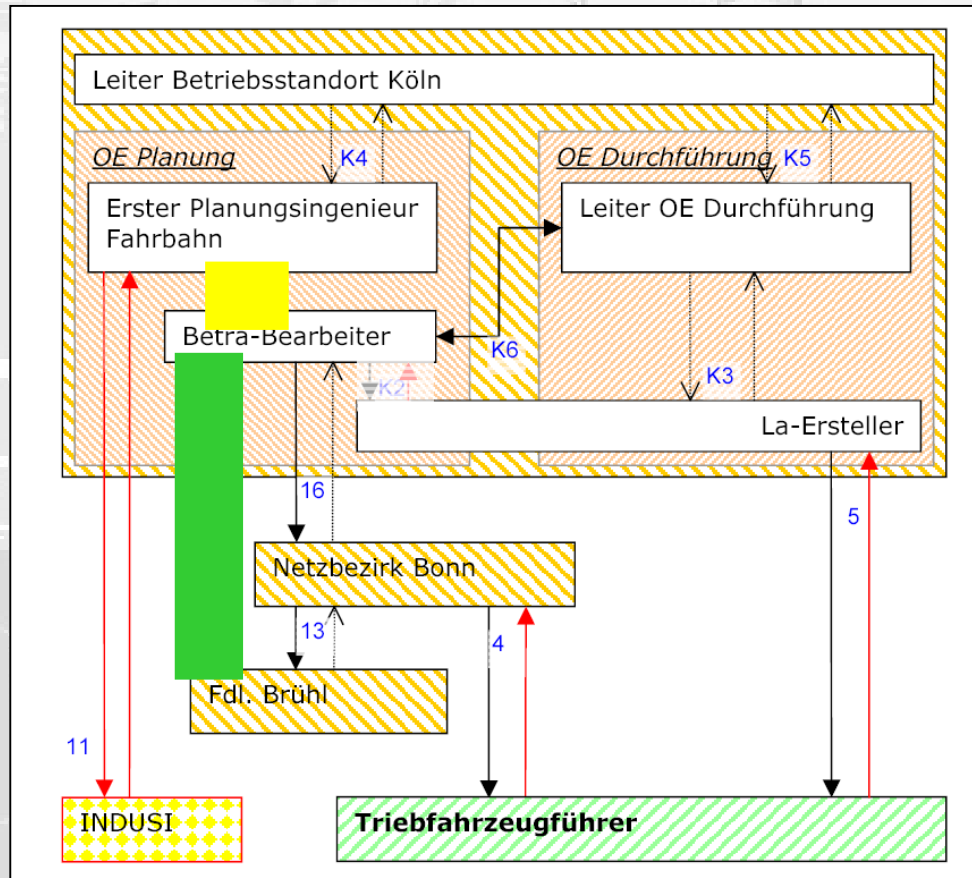 Leiter Betriebsstandort Köln
OE Planung
K4
OE Durchführung
K5
Erster Planungsingenieur
Fahrbahn
Leiter OE Durchführung
Betra-Bearbeiter
K6
K2
K3
La-Ersteller
16
5
Netzbezirk Bonn
13
4
Fdl. Brühl
11
INDUSI
Triebfahrzeugführer